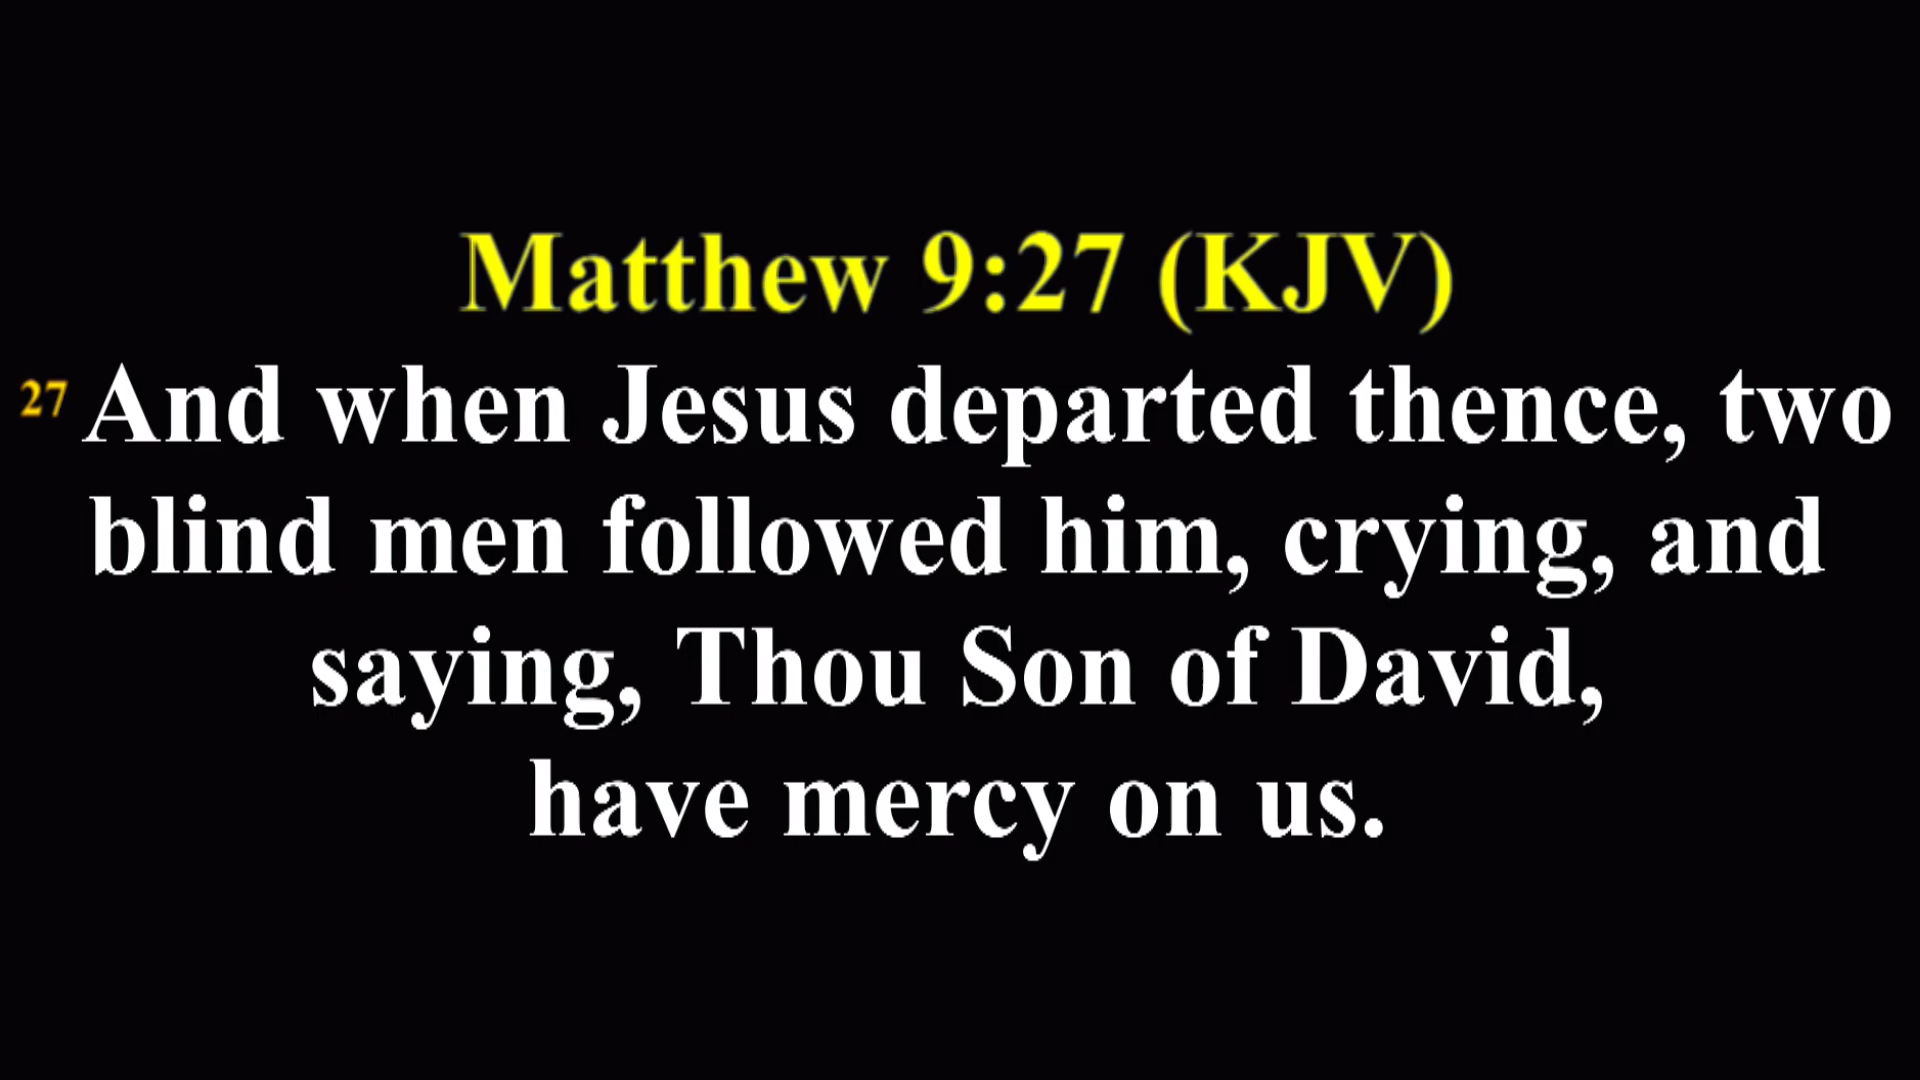 Matthew 9:27 (KJV)
27 And when Jesus departed thence, two
blind men followed him, crying, and
saying, Thou Son of David,
have mercy on us.